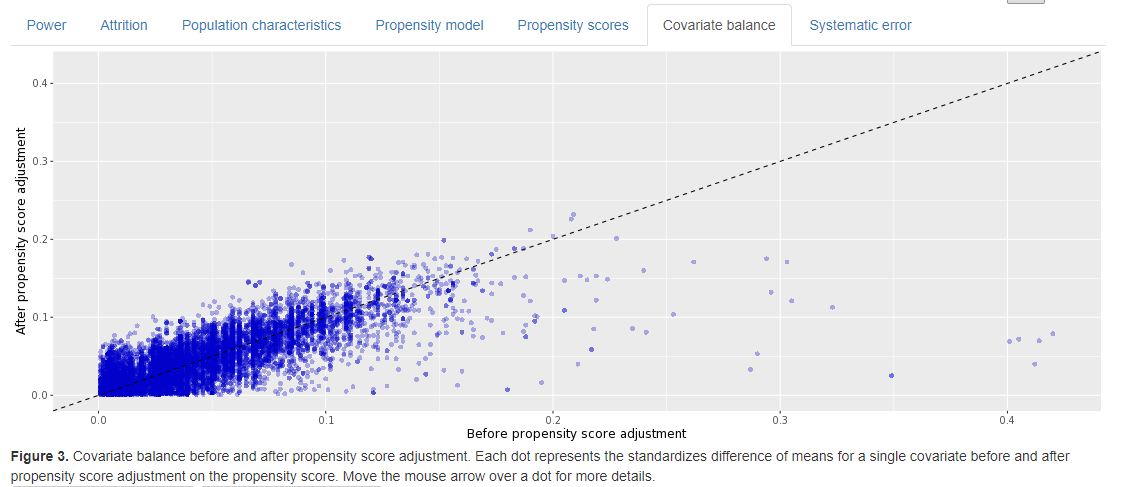 Power Attrition Population characteristics Propensity model Propensity scores Covariate balance Systematic error
After propensity score adjustment
0.4
0.3
0.2
0.1
0.0
0.0 0.1 0.2 0.3 0.4
Before propensity score adjustment
Figure 3. Covariate balance before and after propensity score adjustment. Each dot represents the standardizes difference of means for a single covariate before and after
propensity score adjustment on the propensity score. Move the mouse arrow over a dot for more details.